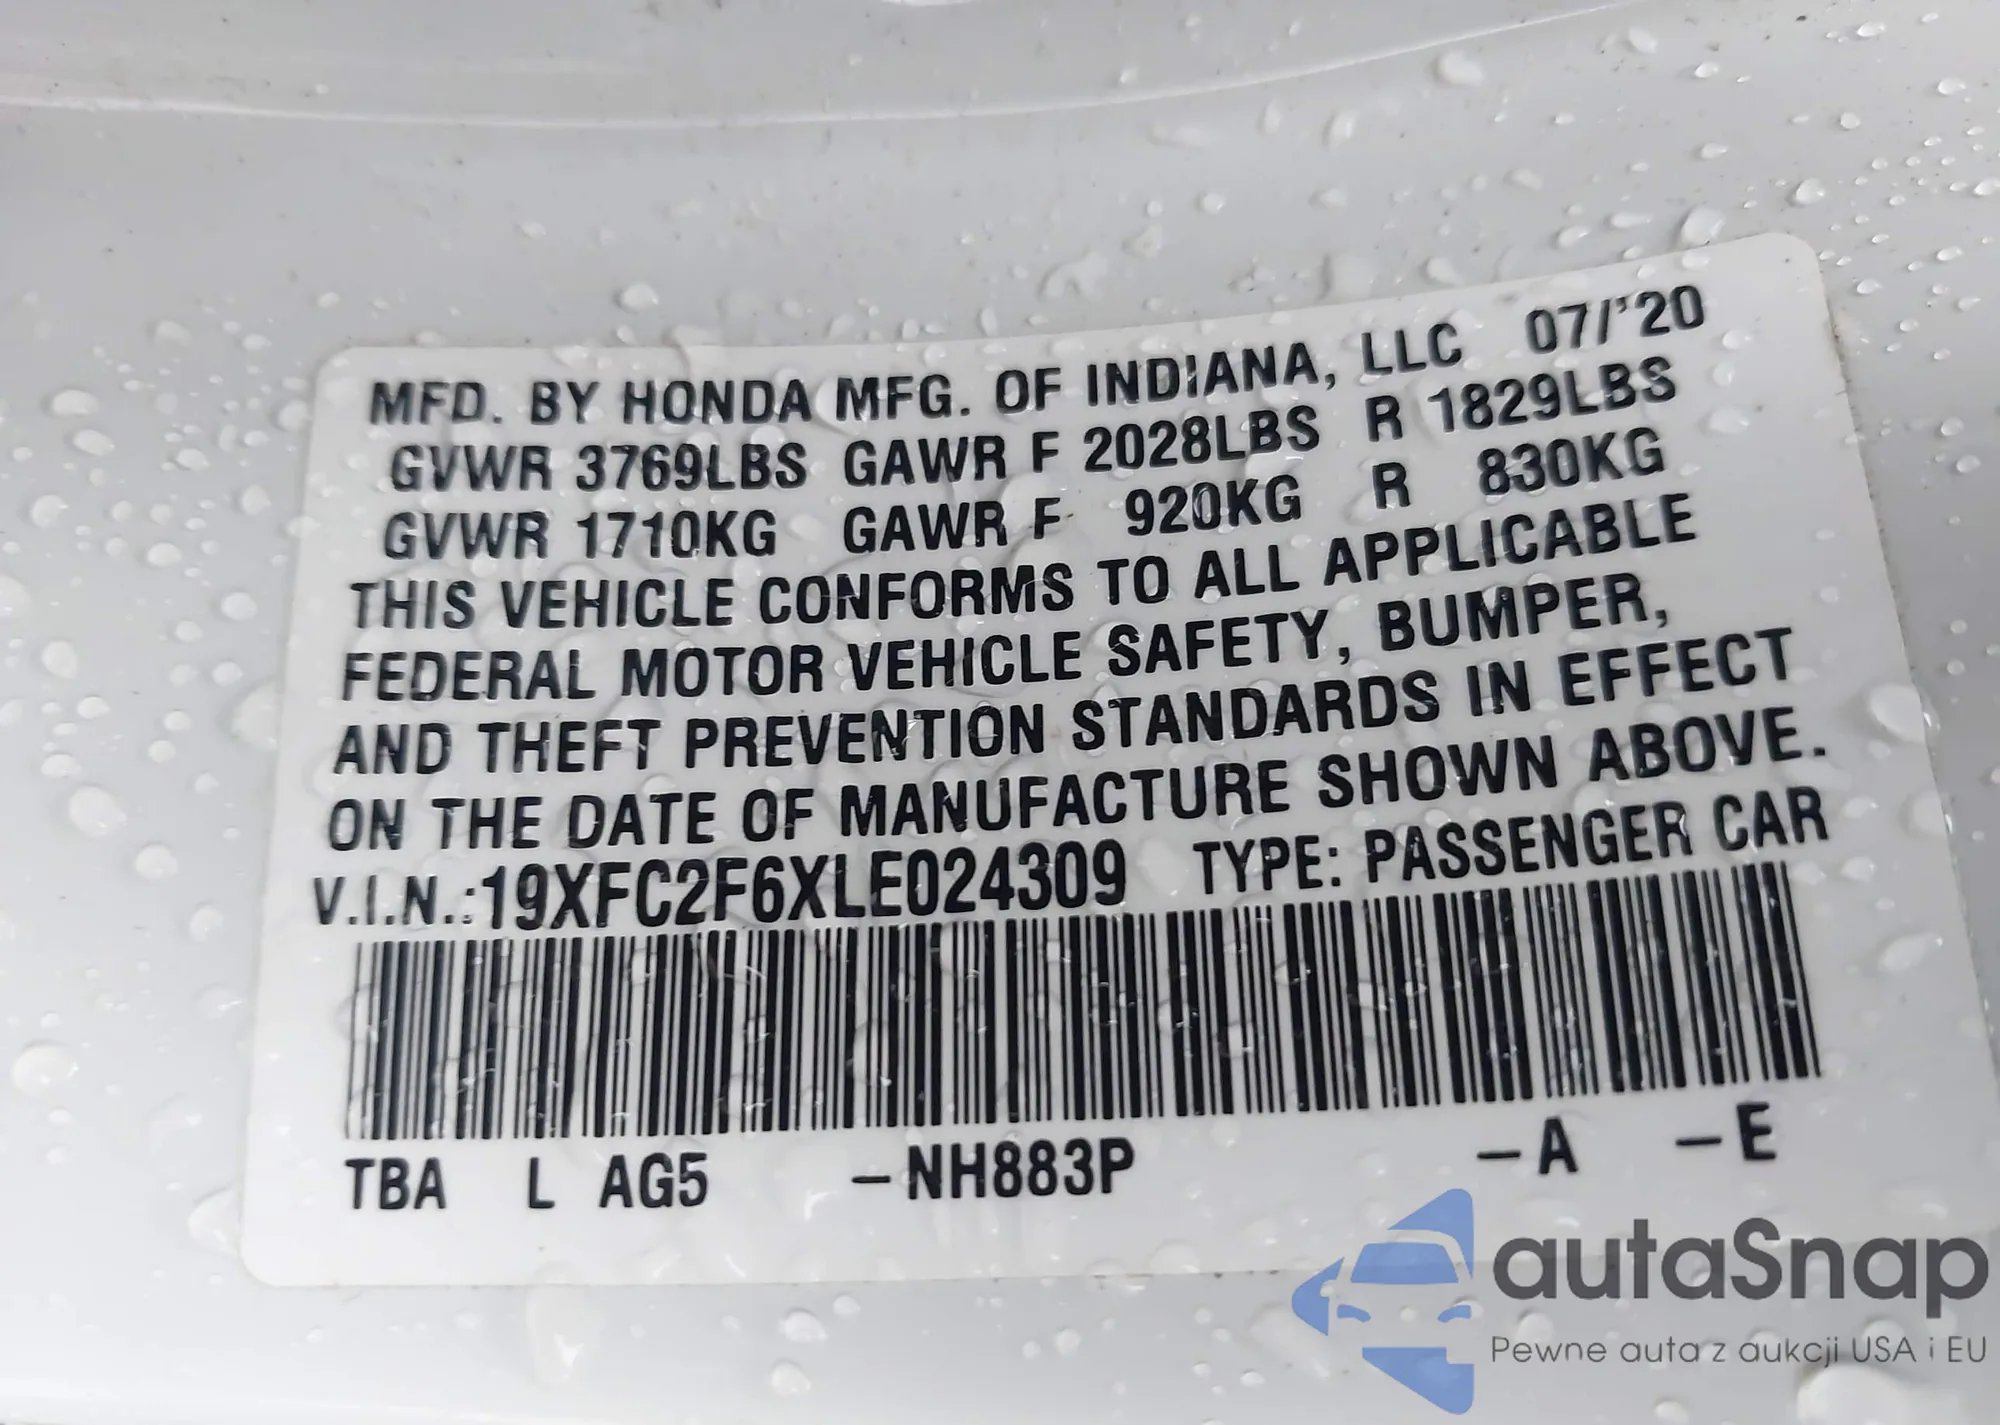 MFD. BY HONDA MFG. OF INDIANA, LLC 07/'20
GVWR 3769LBS GAWR F 2028LBS R 1829LBS
GVWR 1710KG GAWR F 920KG R 830KG
THIS VEHICLE CONFORMS TO ALL APPLICABLE
FEDERAL MOTOR VEHICLE SAFETY, BUMPER,
AND THEFT PREVENTION STANDARDS IN EFFECT
ON THE DATE OF MANUFACTURE SHOWN ABOVE.
V.I.N.:19XFC2F6XLE024309 TYPE: PASSENGER CAR
TBA L AG5 –NH883P –A –E
autaSnap
Pewne auta z aukcji USA i EU